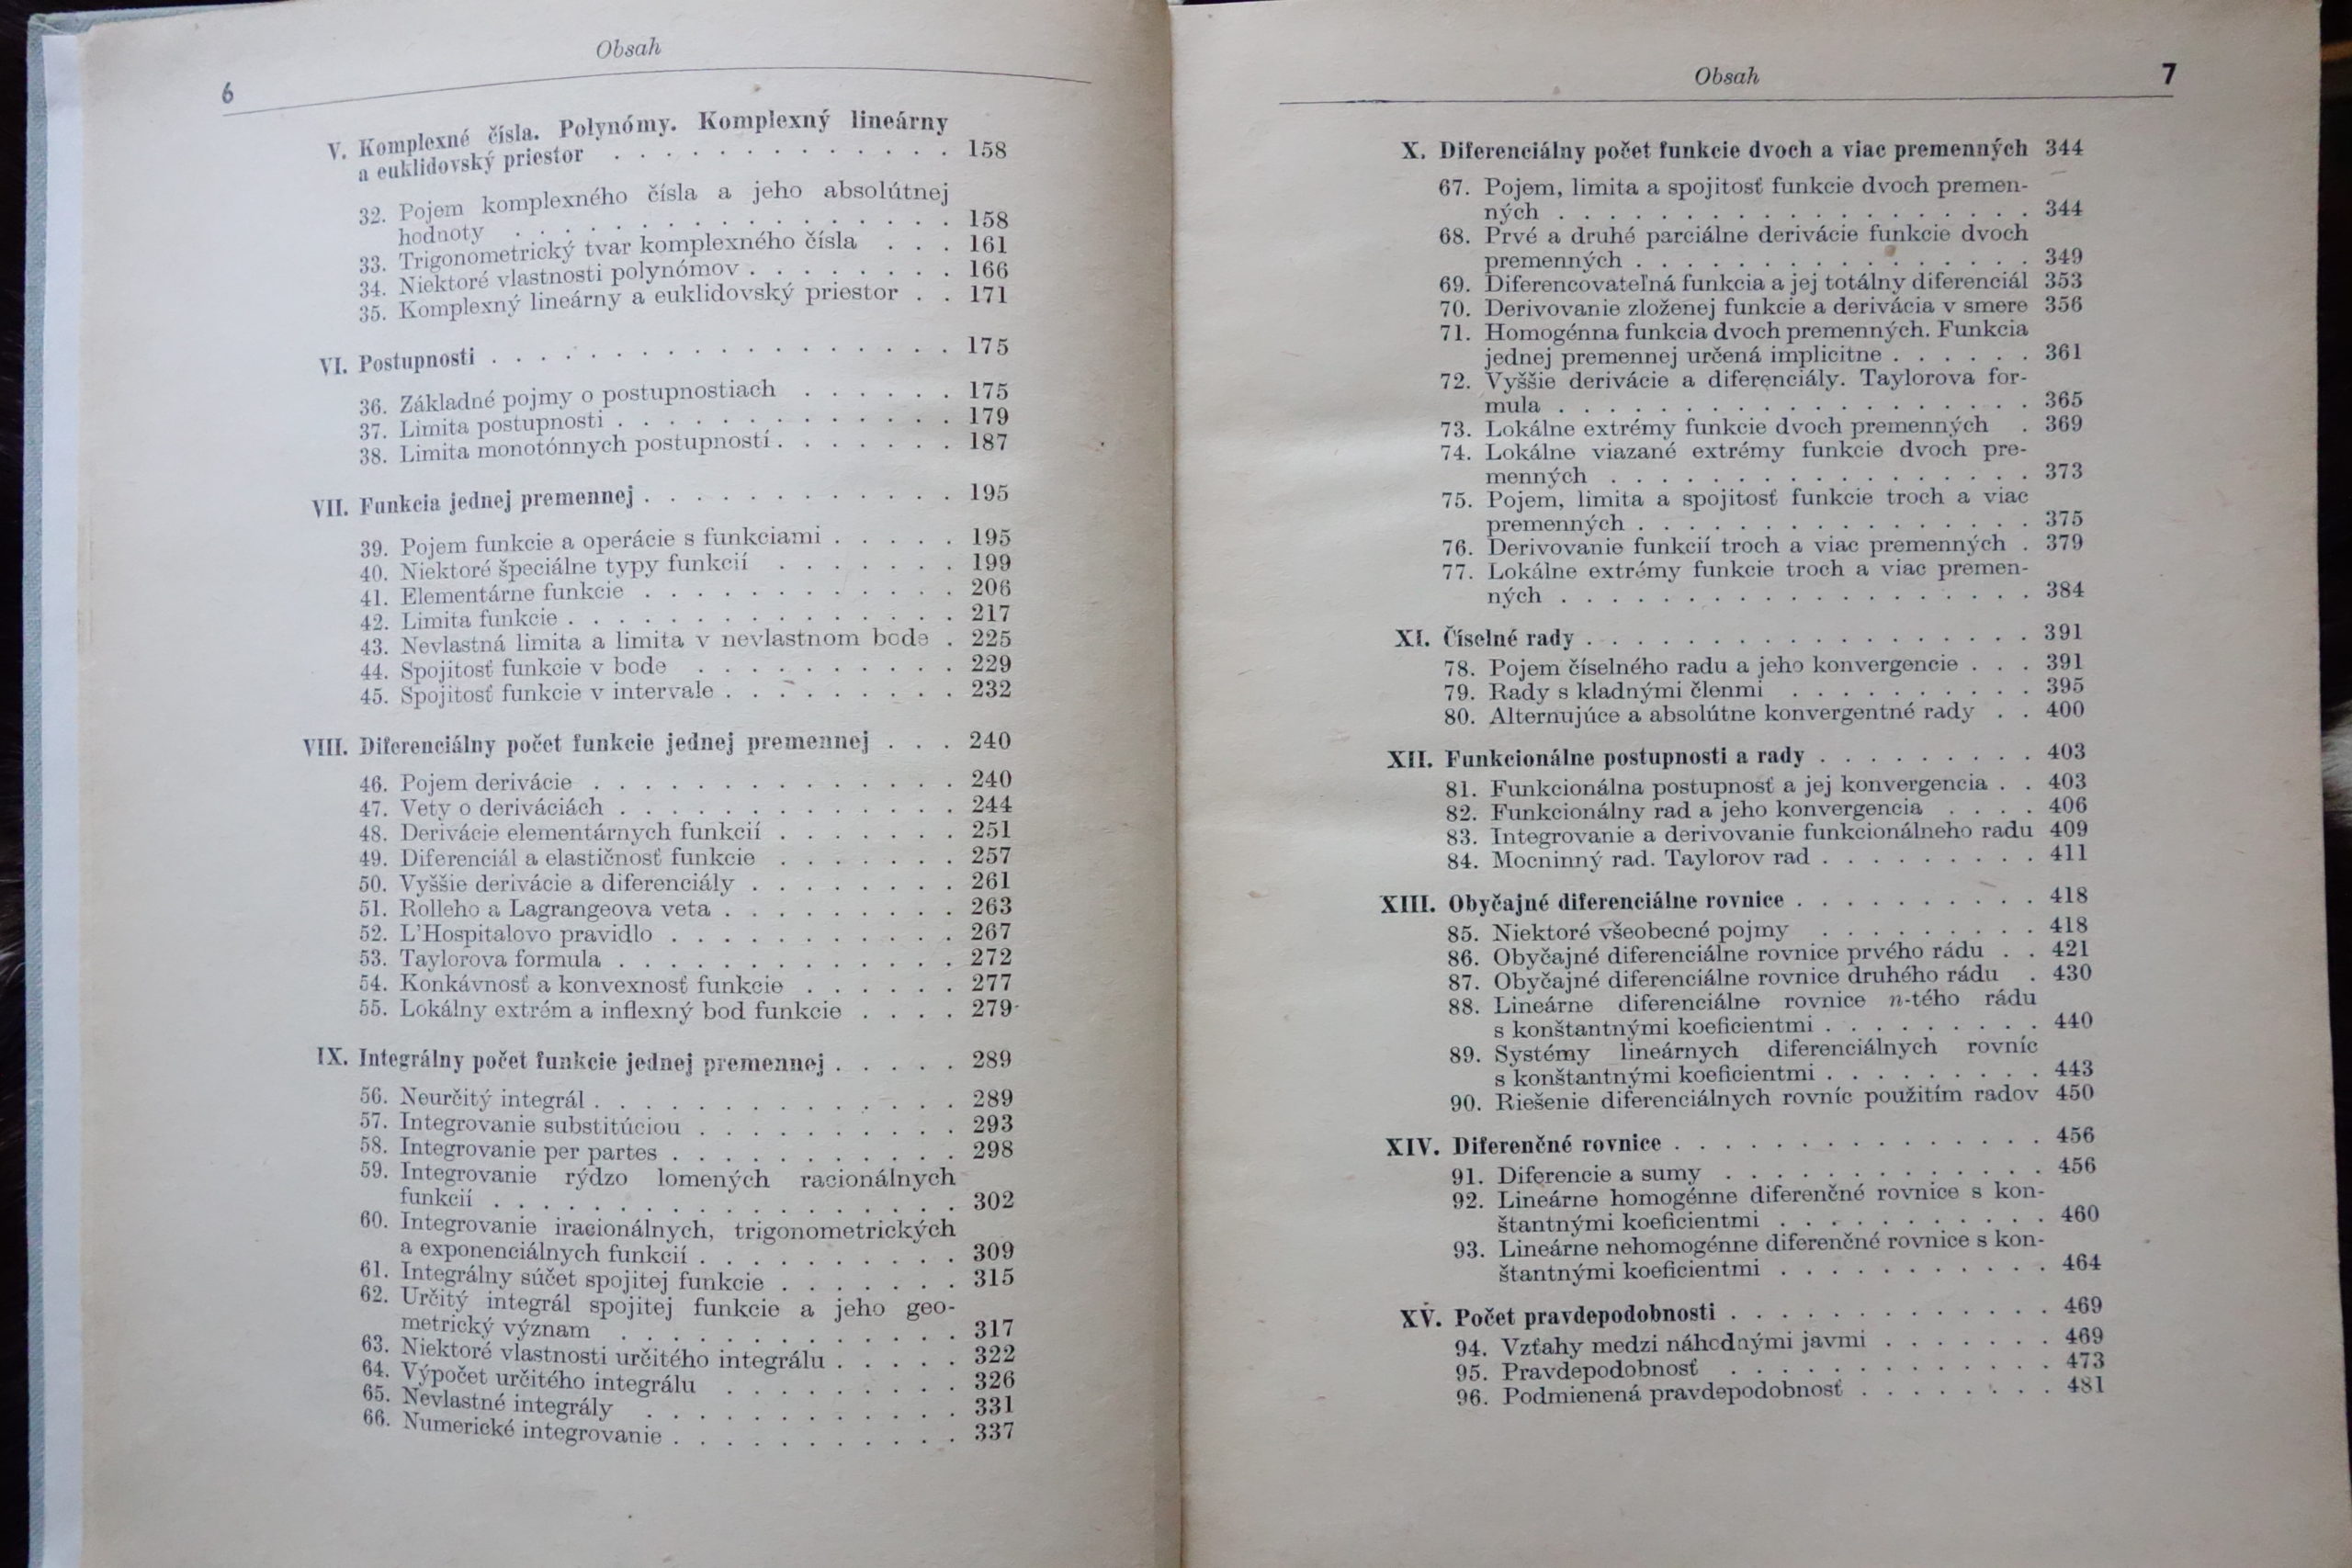 Obsah
6
V. Komplexné čísla. Polynómy. Komplexný lineárny
a euklidovský priestor . . . . . . . . . . . . . 158
32. Pojem komplexného čísla a jeho absolútnej
hodnoty . . . . . . . . . . . . . . . . . 158
33. Trigonometrický tvar komplexného čísla . . . 161
34. Niektoré vlastnosti polynómov . . . . . . . . 166
35. Komplexný lineárny a euklidovský priestor . . 171
VI. Postupnosti . . . . . . . . . . . . . . . . . . 175
36. Základné pojmy o postupnostiach . . . . . . 175
37. Limita postupnosti . . . . . . . . . . . . . 179
38. Limita monotónnych postupností . . . . . . . 187
VII. Funkcia jednej premennej . . . . . . . . . . . . 195
39. Pojem funkcie a operácie s funkciami . . . . . 195
40. Niektoré špeciálne typy funkcií . . . . . . . 199
41. Elementárne funkcie . . . . . . . . . . . . 206
42. Limita funkcie . . . . . . . . . . . . . . . 217
43. Nevlastná limita a limita v nevlastnom bode . 225
44. Spojitosť funkcie v bode . . . . . . . . . . 229
45. Spojitosť funkcie v intervale . . . . . . . . . 232
VIII. Diferenciálny počet funkcie jednej premennej . . . 240
46. Pojem derivácie . . . . . . . . . . . . . . 240
47. Vety o deriváciách . . . . . . . . . . . . . 244
48. Derivácie elementárnych funkcií . . . . . . . 251
49. Diferenciál a elastičnosť funkcie . . . . . . . 257
50. Vyššie derivácie a diferenciály . . . . . . . . 261
51. Rolleho a Lagrangeova veta . . . . . . . . . 263
52. L'Hospitalovo pravidlo . . . . . . . . . . . 267
53. Taylorova formula . . . . . . . . . . . . . 272
54. Konkávnosť a konvexnosť funkcie . . . . . . 277
55. Lokálny extrém a inflexný bod funkcie . . . . 279
IX. Integrálny počet funkcie jednej premennej . . . . . 289
56. Neurčitý integrál . . . . . . . . . . . . . . 289
57. Integrovanie substitúciou . . . . . . . . . . 293
58. Integrovanie per partes . . . . . . . . . . . 298
59. Integrovanie rýdzo lomených racionálnych
funkcií . . . . . . . . . . . . . . . . . . 302
60. Integrovanie iracionálnych, trigonometrických
a exponenciálnych funkcií . . . . . . . . . . 309
61. Integrálny súčet spojitej funkcie . . . . . . . 315
62. Určitý integrál spojitej funkcie a jeho geo-
metrický význam . . . . . . . . . . . . . 317
63. Niektoré vlastnosti určitého integrálu . . . . . 322
64. Výpočet určitého integrálu . . . . . . . . . 326
65. Nevlastné integrály . . . . . . . . . . . . 331
66. Numerické integrovanie . . . . . . . . . . . 337
Obsah
7
X. Diferenciálny počet funkcie dvoch a viac premenných 344
67. Pojem, limita a spojitosť funkcie dvoch premen-
ných . . . . . . . . . . . . . . . . . . . 344
68. Prvé a druhé parciálne derivácie funkcie dvoch
premenných . . . . . . . . . . . . . . . . 349
69. Diferencovateľná funkcia a jej totálny diferenciál 353
70. Derivovanie zloženej funkcie a derivácia v smere 356
71. Homogénna funkcia dvoch premenných. Funkcia
jednej premennej určená implicitne . . . . . . 361
72. Vyššie derivácie a diferenciály. Taylorova for-
mula . . . . . . . . . . . . . . . . . . . 365
73. Lokálne extrémy funkcie dvoch premenných . 369
74. Lokálne viazané extrémy funkcie dvoch pre-
menných . . . . . . . . . . . . . . . . . 373
75. Pojem, limita a spojitosť funkcie troch a viac
premenných . . . . . . . . . . . . . . . . 375
76. Derivovanie funkcií troch a viac premenných . 379
77. Lokálne extrémy funkcie troch a viac premen-
ných . . . . . . . . . . . . . . . . . . . 384
XI. Číselné rady . . . . . . . . . . . . . . . . . . 391
78. Pojem číselného radu a jeho konvergencie . . . 391
79. Rady s kladnými členmi . . . . . . . . . . 395
80. Alternujúce a absolútne konvergentné rady . . 400
XII. Funkcionálne postupnosti a rady . . . . . . . . . 403
81. Funkcionálna postupnosť a jej konvergencia . . 403
82. Funkcionálny rad a jeho konvergencia . . . . 406
83. Integrovanie a derivovanie funkcionálneho radu 409
84. Mocninný rad. Taylorov rad . . . . . . . . . 411
XIII. Obyčajné diferenciálne rovnice . . . . . . . . . . 418
85. Niektoré všeobecné pojmy . . . . . . . . . 418
86. Obyčajné diferenciálne rovnice prvého rádu . . 421
87. Obyčajné diferenciálne rovnice druhého rádu . 430
88. Lineárne diferenciálne rovnice n-tého rádu
s konštantnými koeficientmi . . . . . . . . . 440
89. Systémy lineárnych diferenciálnych rovníc
s konštantnými koeficientmi . . . . . . . . . 443
90. Riešenie diferenciálnych rovníc použitím radov 450
XIV. Diferenčné rovnice . . . . . . . . . . . . . . . 456
91. Diferencie a sumy . . . . . . . . . . . . . 456
92. Lineárne homogénne diferenčné rovnice s kon-
štantnými koeficientmi . . . . . . . . . . . 460
93. Lineárne nehomogénne diferenčné rovnice s kon-
štantnými koeficientmi . . . . . . . . . . . 464
XV. Počet pravdepodobnosti . . . . . . . . . . . . . 469
94. Vzťahy medzi náhodnými javmi . . . . . . . 469
95. Pravdepodobnosť . . . . . . . . . . . . . 473
96. Podmienená pravdepodobnosť . . . . . . . . 481